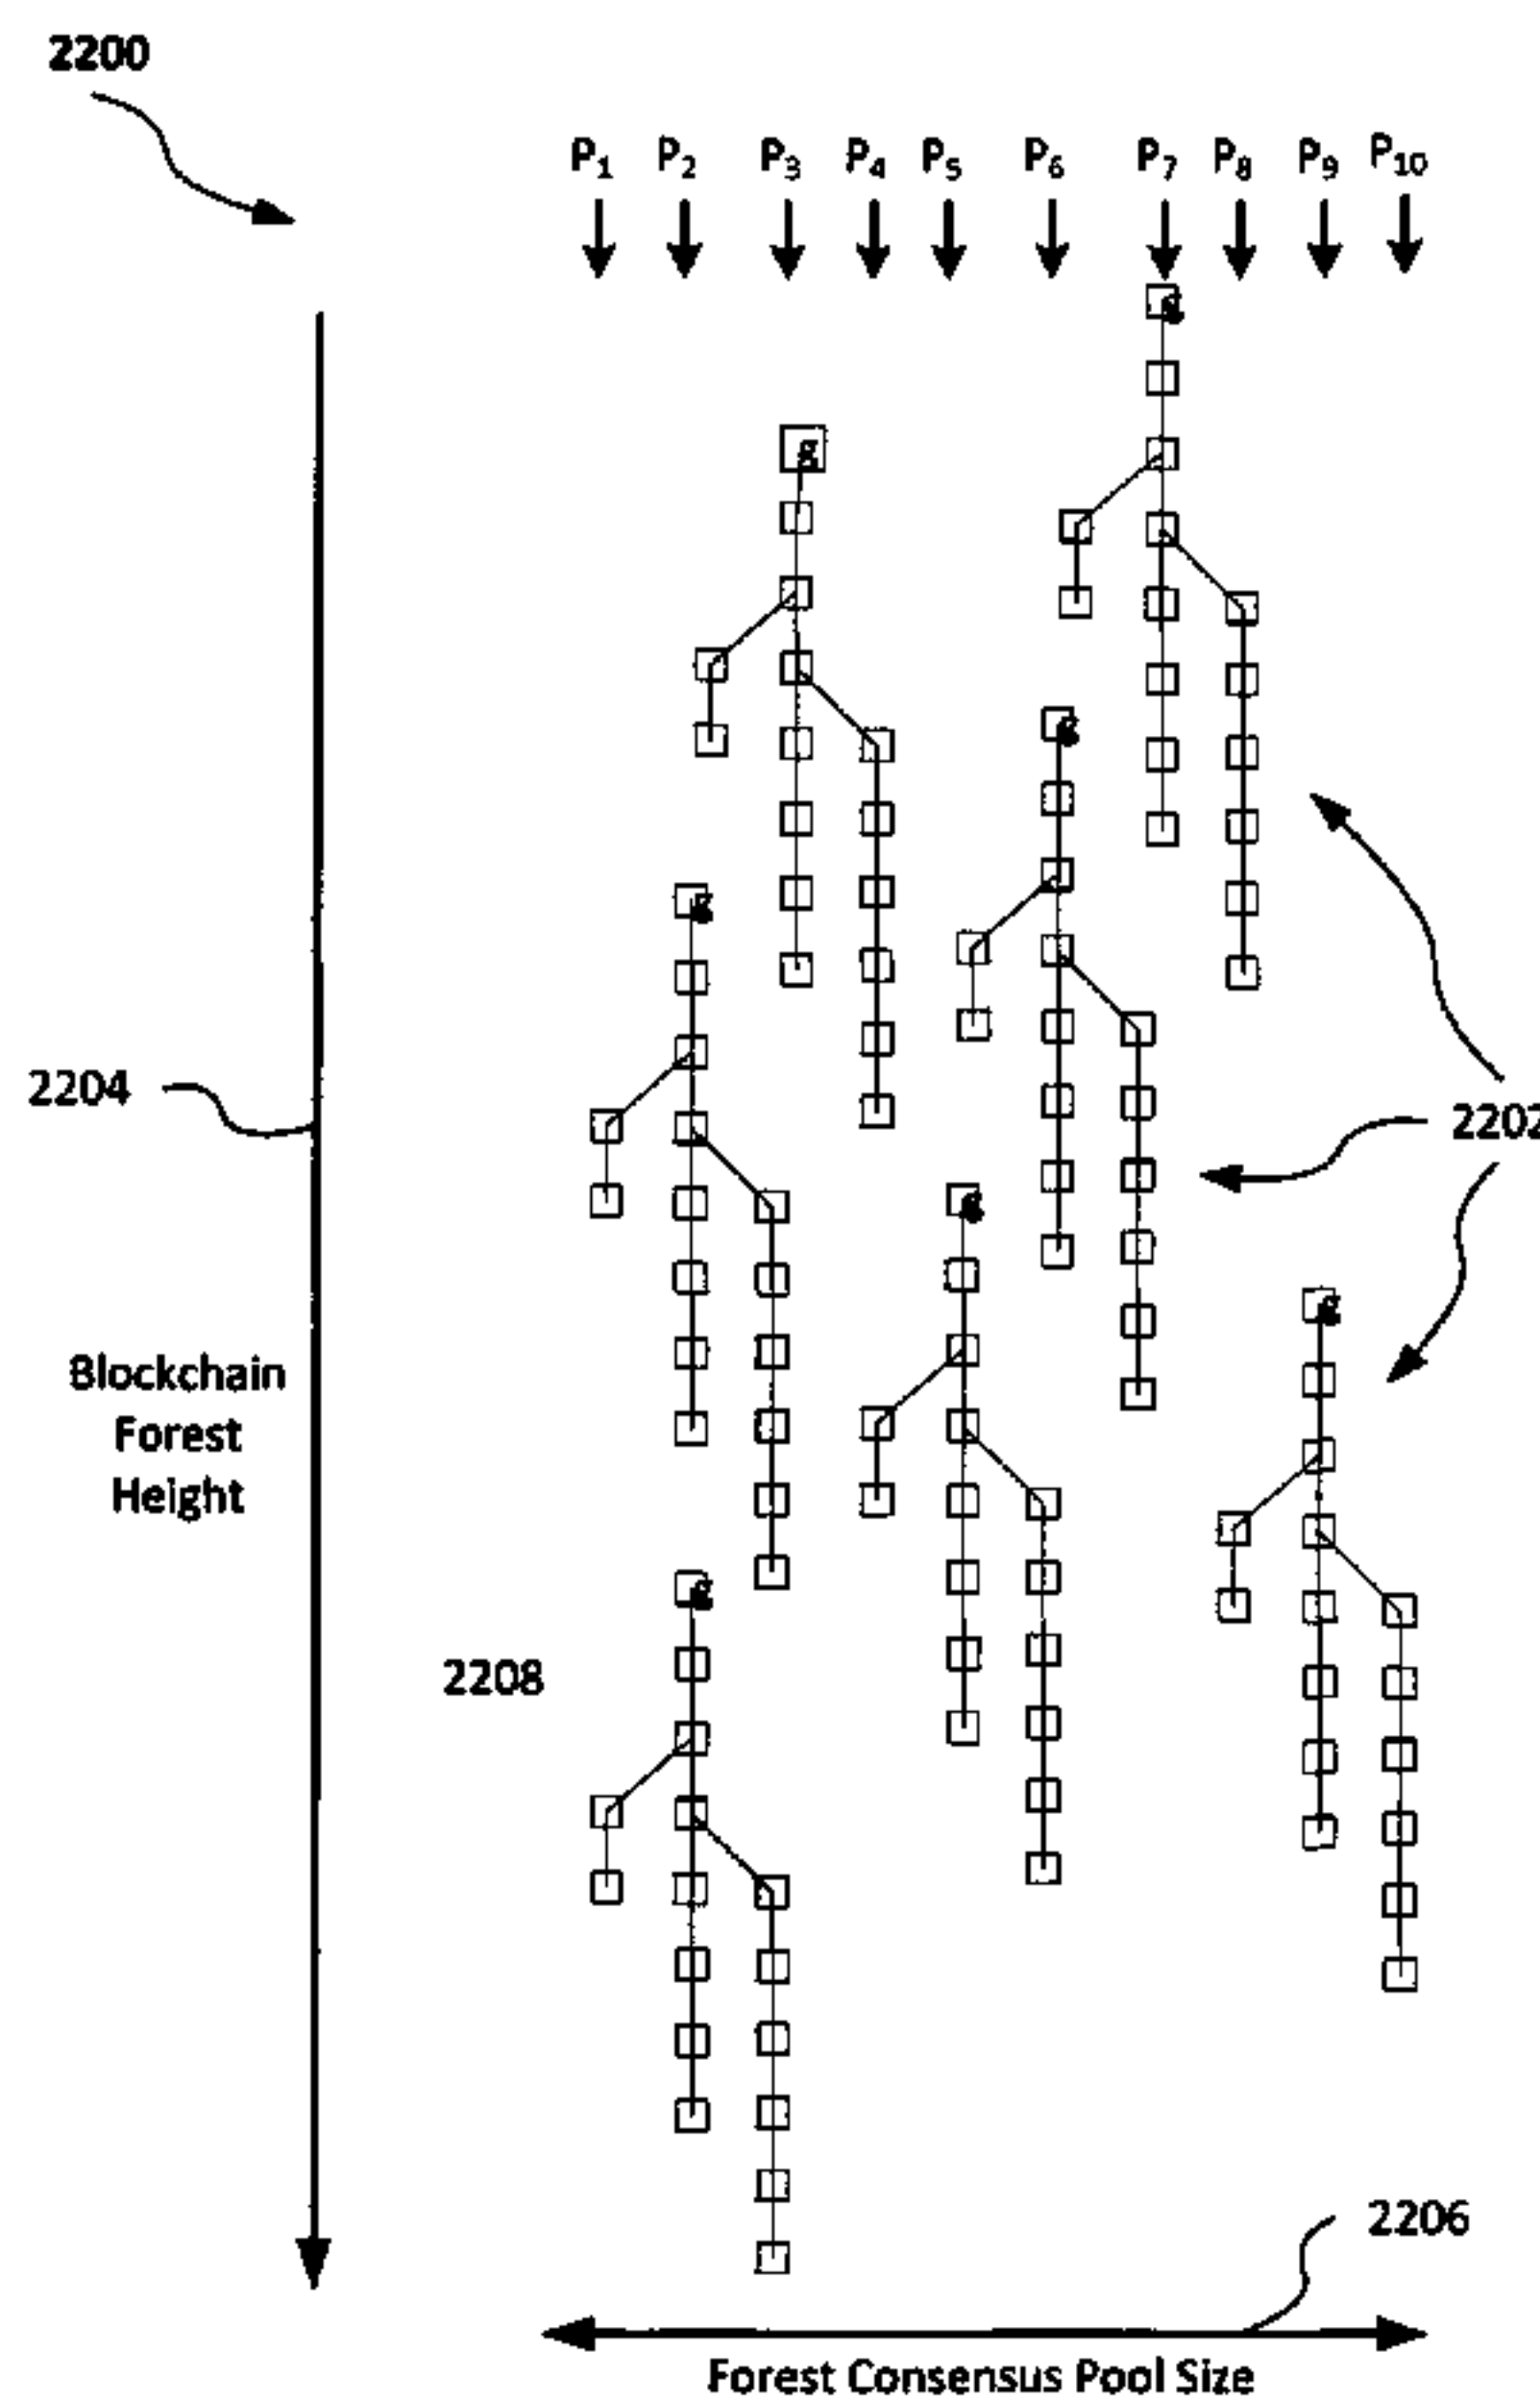 2200
P1 P2 P3 P4 P5 P6 P7 P8 P9 P10
g
g
g
g
2204
2202
g
g
Blockchain
Forest
Height
g
2208
2206
Forest Consensus Pool Size